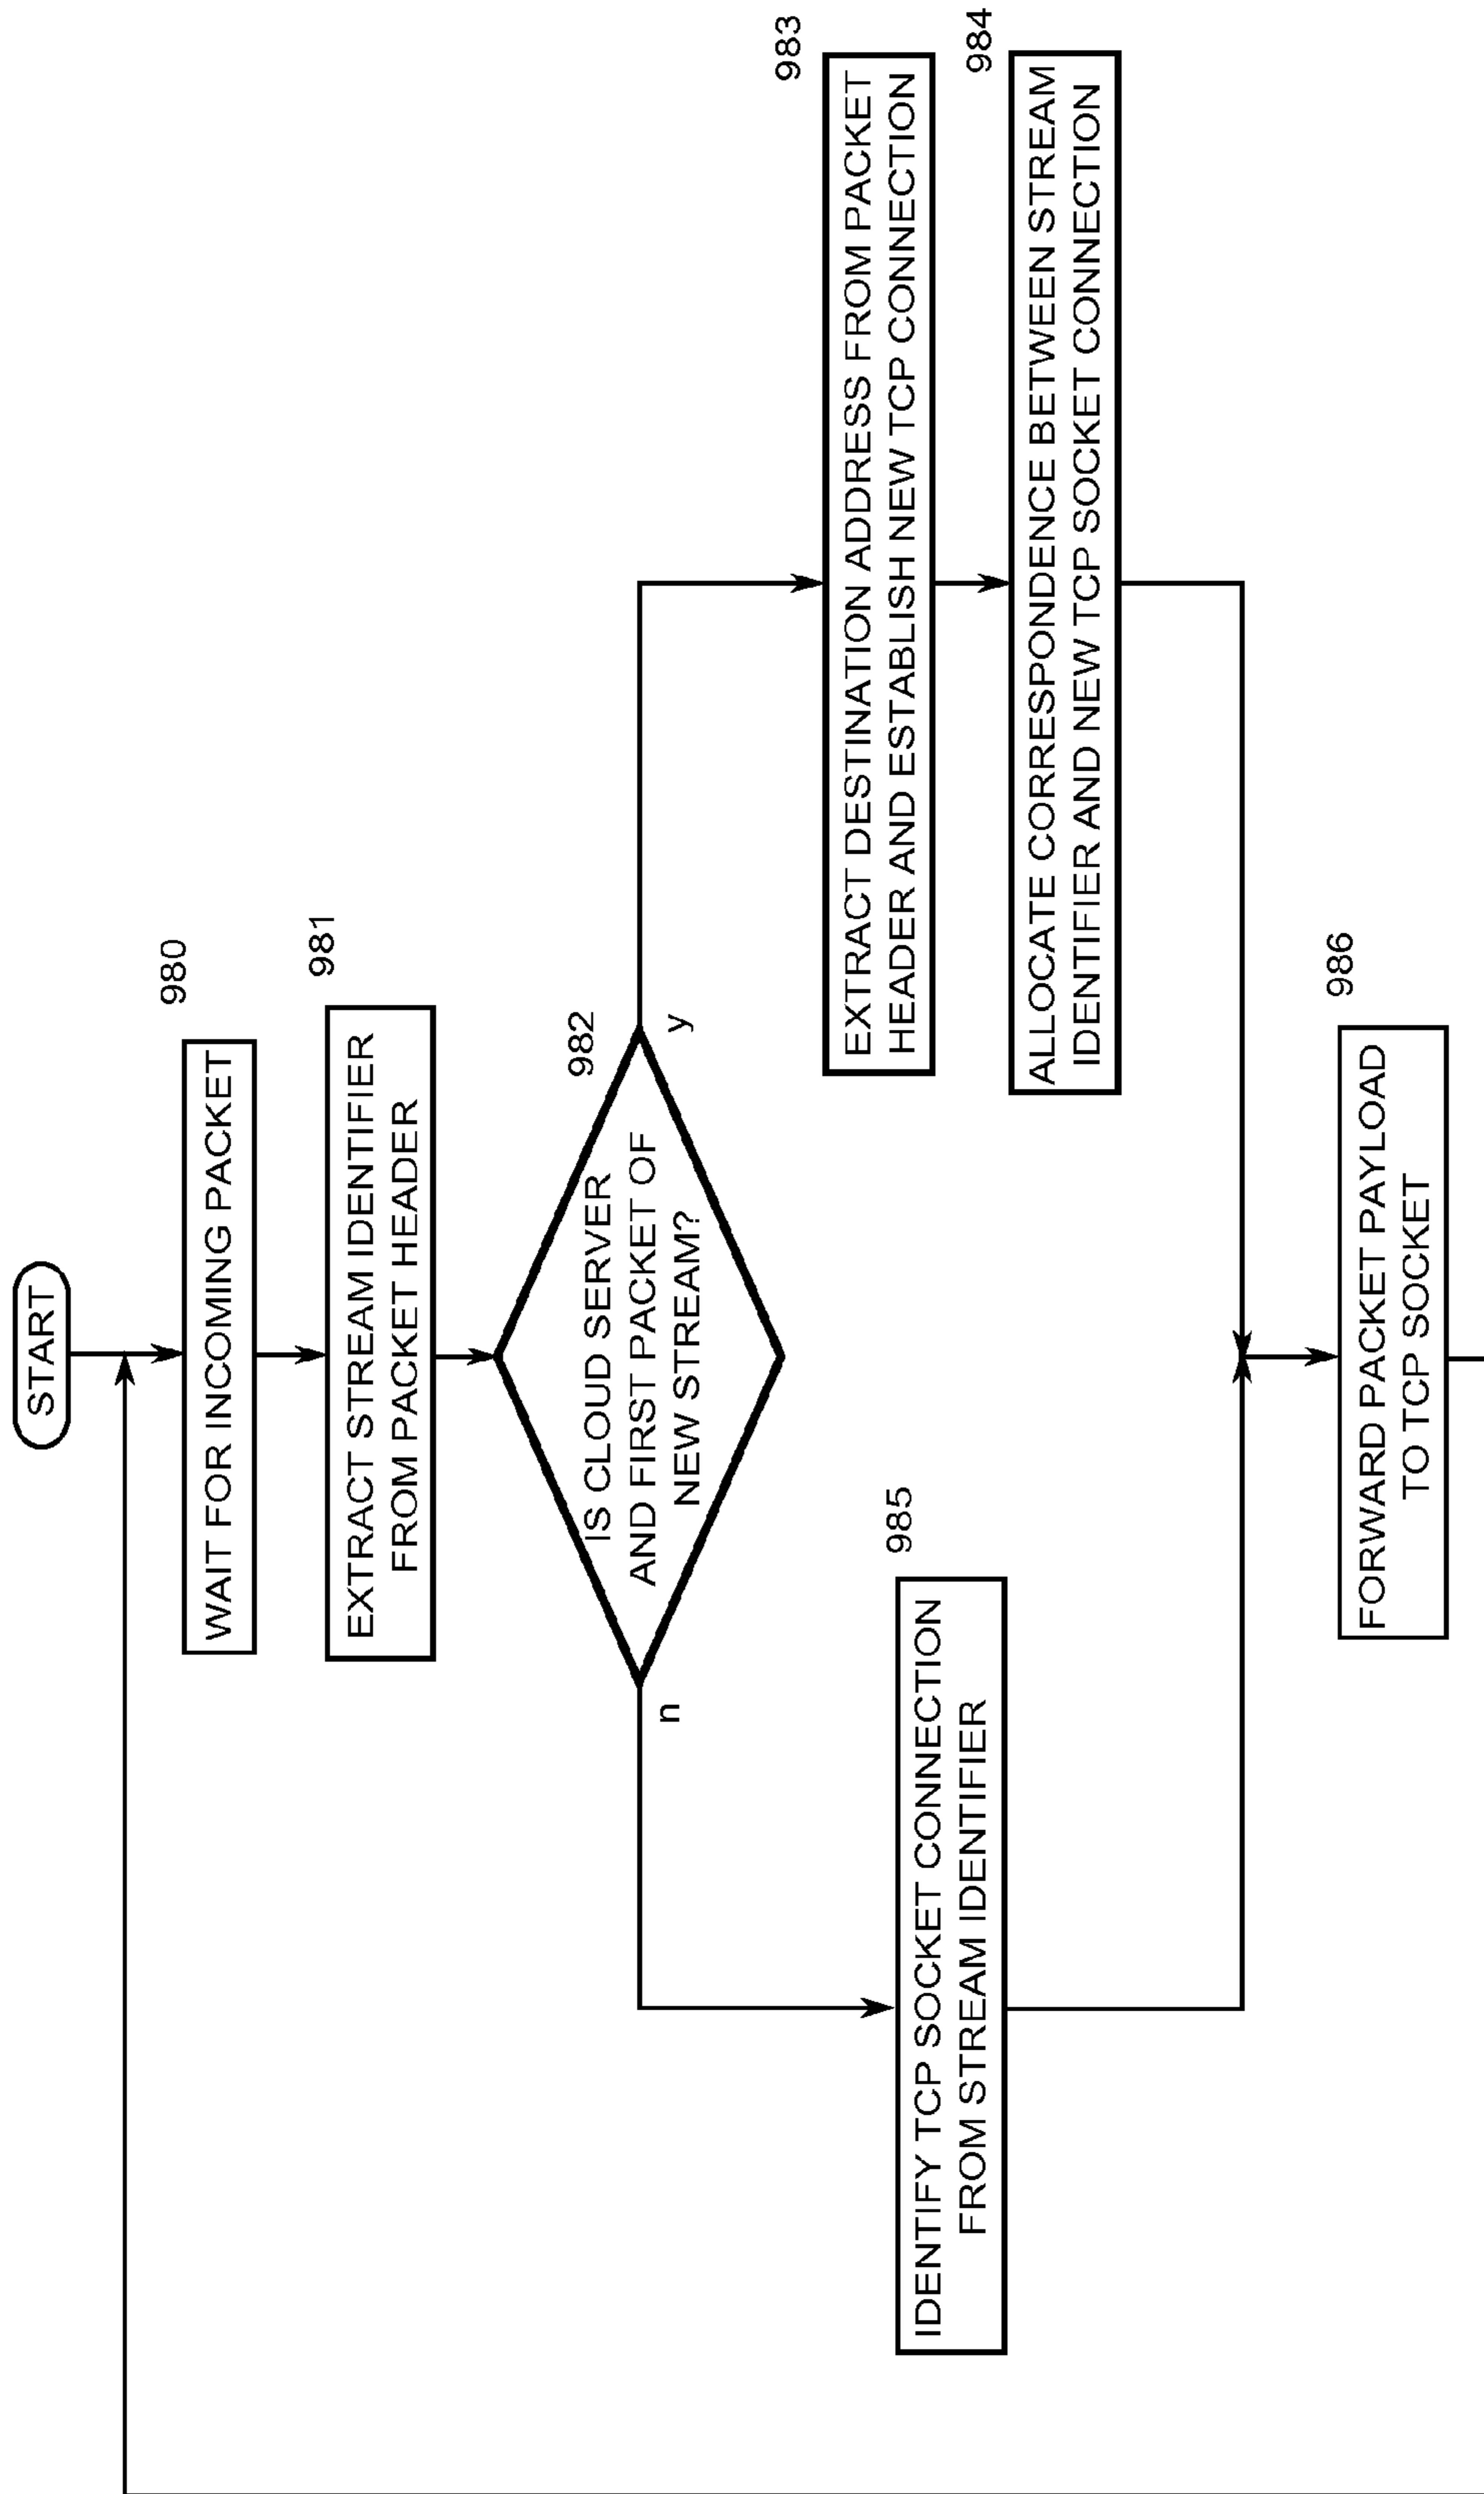 START
980
WAIT FOR INCOMING PACKET
981
EXTRACT STREAM IDENTIFIER
FROM PACKET HEADER
982
IS CLOUD SERVER
AND FIRST PACKET OF
NEW STREAM?
n
y
985
IDENTIFY TCP SOCKET CONNECTION
FROM STREAM IDENTIFIER
983
EXTRACT DESTINATION ADDRESS FROM PACKET
HEADER AND ESTABLISH NEW TCP CONNECTION
984
ALLOCATE CORRESPONDENCE BETWEEN STREAM
IDENTIFIER AND NEW TCP SOCKET CONNECTION
986
FORWARD PACKET PAYLOAD
TO TCP SOCKET